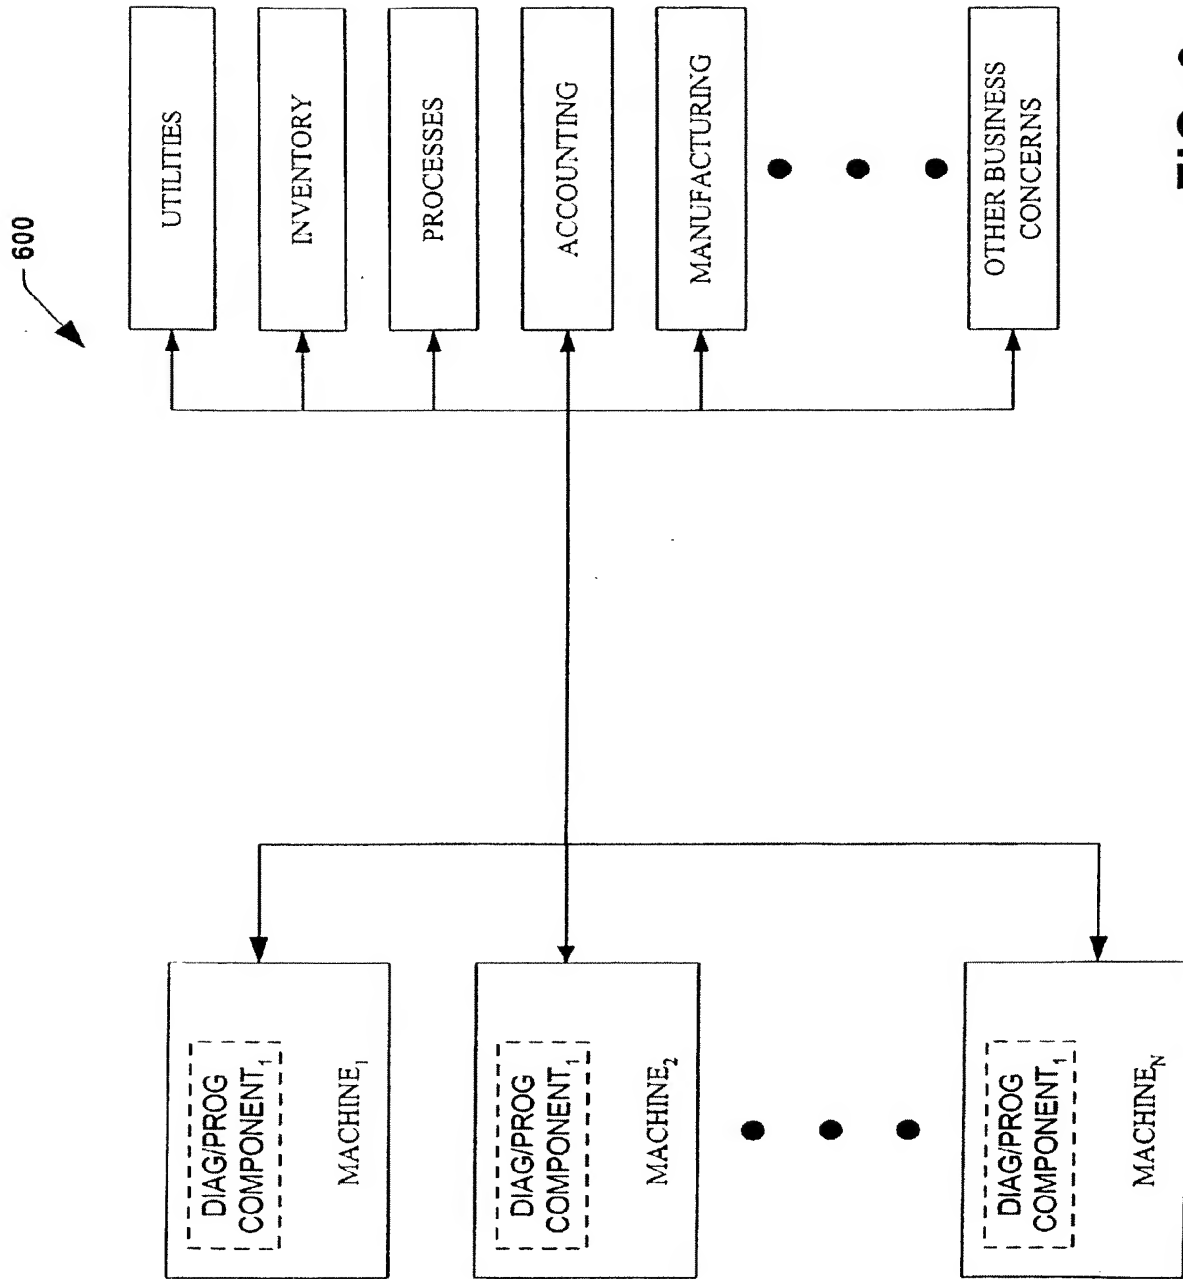 600
DIAG/PROG
COMPONENT₁
MACHINE₁
DIAG/PROG
COMPONENT₁
MACHINE₂
DIAG/PROG
COMPONENT₁
MACHINE_N
UTILITIES
INVENTORY
PROCESSES
ACCOUNTING
MANUFACTURING
OTHER BUSINESS
CONCERNS